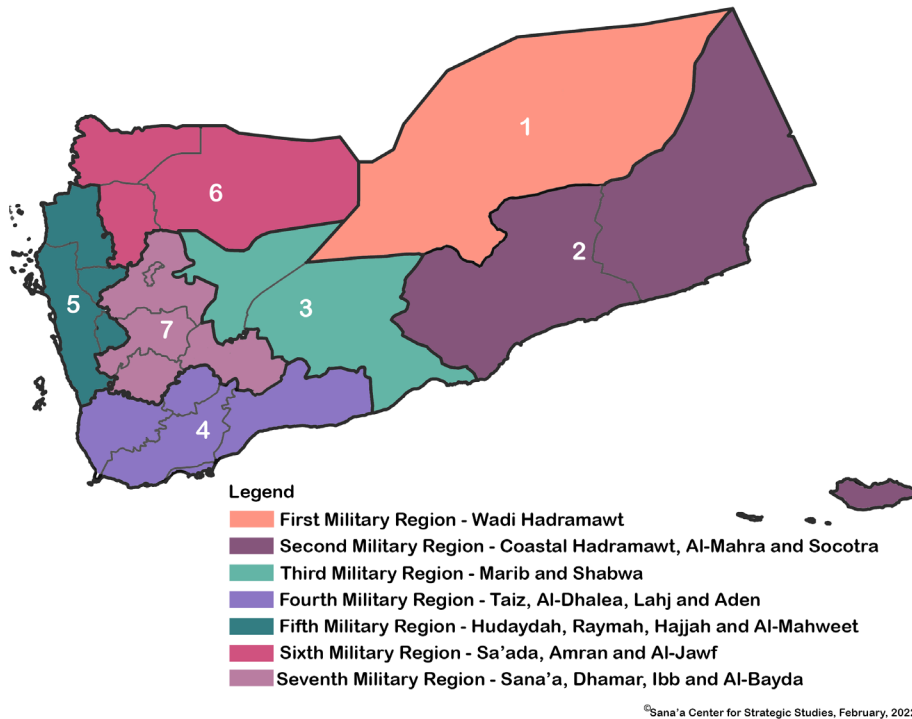 1
6
2
5
3
7
4
Legend
First Military Region - Wadi Hadramawt
Second Military Region - Coastal Hadramawt, Al-Mahra and Socotra
Third Military Region - Marib and Shabwa
Fourth Military Region - Taiz, Al-Dhalea, Lahj and Aden
Fifth Military Region - Hudaydah, Raymah, Hajjah and Al-Mahweet
Sixth Military Region - Sa'ada, Amran and Al-Jawf
Seventh Military Region - Sana'a, Dhamar, Ibb and Al-Bayda
©Sana'a Center for Strategic Studies, February, 2022